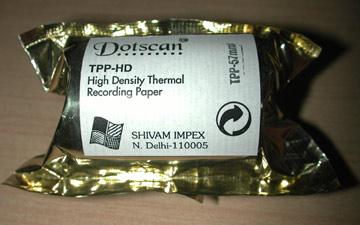 Dotscan
TPP-HD
High Density Thermal
Recording Paper
TPP-57mm
SHIVAM IMPEX
N. Delhi-110005